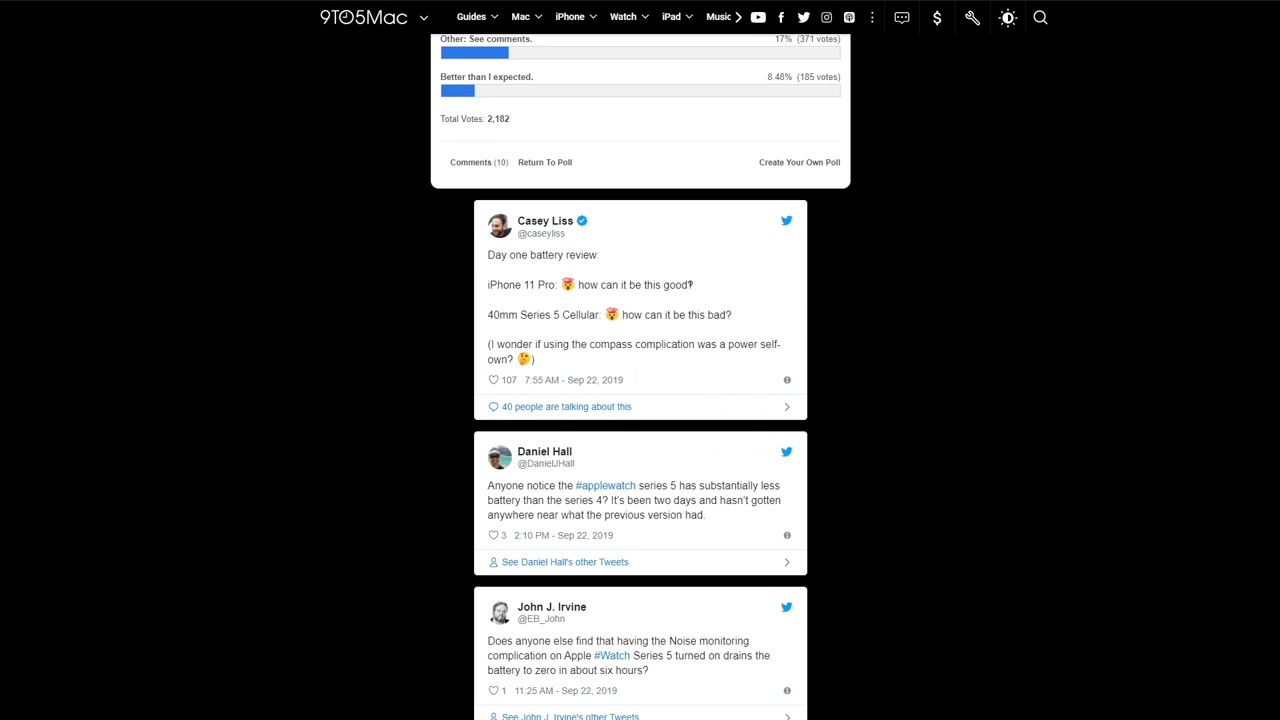 9TO5Mac
Guides Mac iPhone Watch iPad Music
Other: See comments. 17% (371 votes)
Better than I expected. 8.48% (185 votes)
Total Votes: 2,182
Comments (10) Return To Poll Create Your Own Poll
Casey Liss
@caseyliss
Day one battery review:
iPhone 11 Pro: 🤯 how can it be this good‽
40mm Series 5 Cellular: 🤯 how can it be this bad?
(I wonder if using the compass complication was a power self-
own? 🤔)
107 7:55 AM - Sep 22, 2019
40 people are talking about this
Daniel Hall
@DanielJHall
Anyone notice the #applewatch series 5 has substantially less
battery than the series 4? It's been two days and hasn't gotten
anywhere near what the previous version had.
3 2:10 PM - Sep 22, 2019
See Daniel Hall's other Tweets
John J. Irvine
@EB_John
Does anyone else find that having the Noise monitoring
complication on Apple #Watch Series 5 turned on drains the
battery to zero in about six hours?
1 11:25 AM - Sep 22, 2019
See John J. Irvine's other Tweets